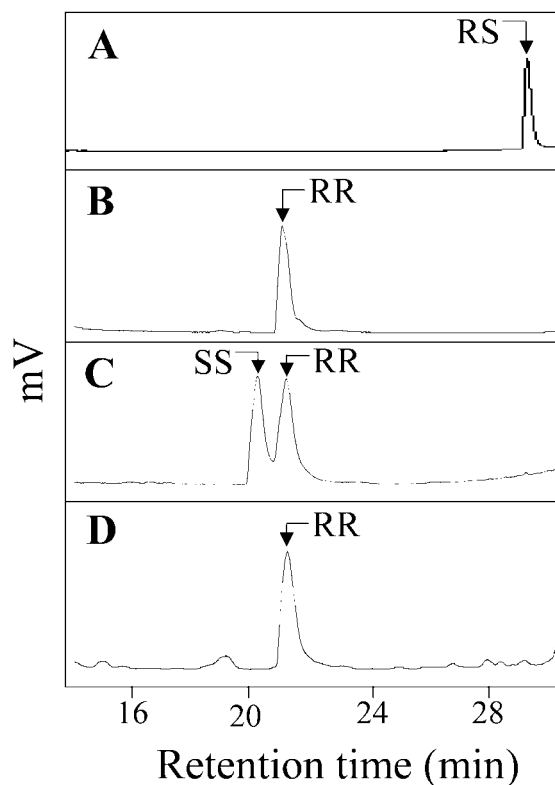 A RS
B RR
C SS RR
D RR
mV
16 20 24 28
Retention time (min)